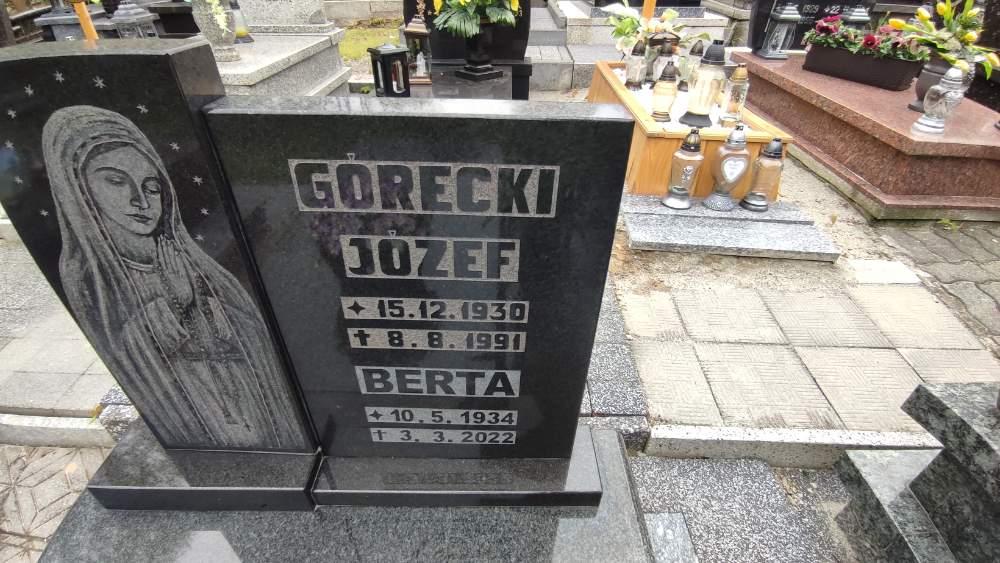 GÓRECKI
JÓZEF
✦ 15.12.1930
✝ 8. 8. 1991
BERTA
✦ 10. 5. 1934
✝ 3. 3. 2022